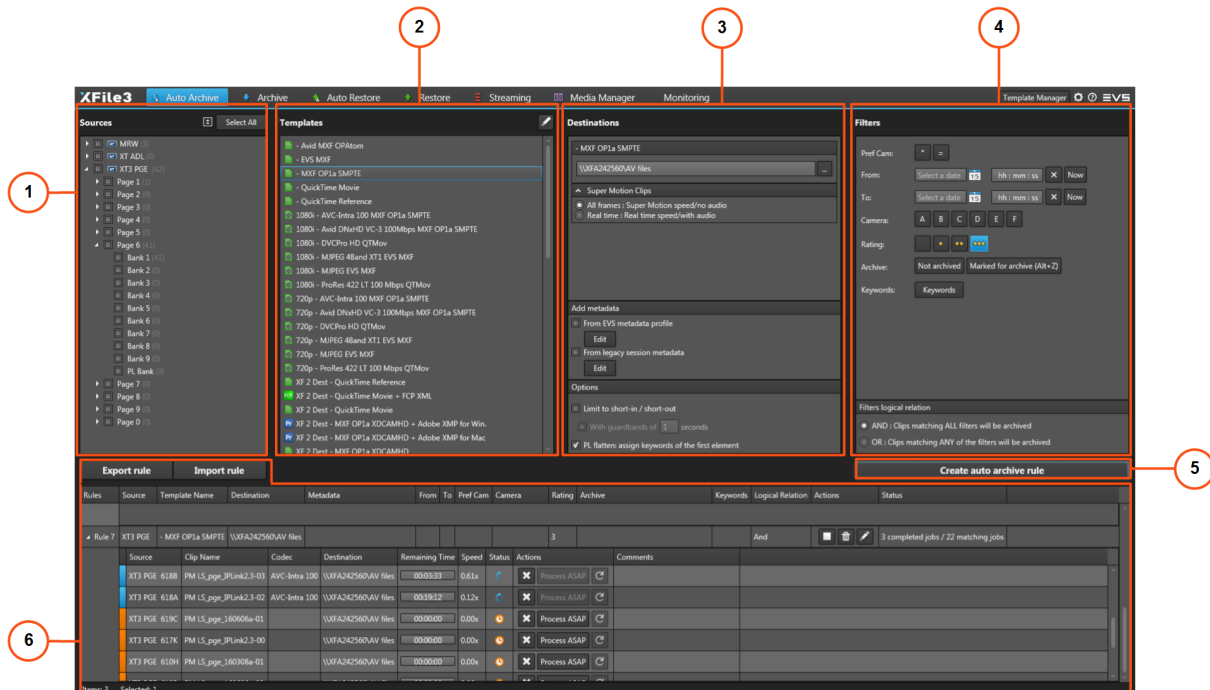 2
3
4
XFile3 Auto Archive Archive Auto Restore Restore Streaming Media Manager Monitoring Template Manager EVS
Sources Select All
MRW (3)
XT ADL (0)
XT3 PGE (42)
Page 1 (1)
Page 2 (0)
Page 3 (0)
Page 4 (0)
Page 5 (0)
Page 6 (41)
Bank 1 (41)
Bank 2 (0)
Bank 3 (0)
Bank 4 (0)
Bank 5 (0)
Bank 6 (0)
Bank 7 (0)
Bank 8 (0)
Bank 9 (0)
PL Bank (0)
Page 7 (0)
Page 8 (0)
Page 9 (0)
Page 0 (0)
1
Templates
- Avid MXF OPAtom
- EVS MXF
- MXF OP1a SMPTE
- QuickTime Movie
- QuickTime Reference
1080i - AVC-Intra 100 MXF OP1a SMPTE
1080i - Avid DNxHD VC-3 100Mbps MXF OP1a SMPTE
1080i - DVCPro HD QTMov
1080i - MJPEG 48and XT1 EVS MXF
1080i - MJPEG EVS MXF
1080i - ProRes 422 LT 100 Mbps QTMov
720p - AVC-Intra 100 MXF OP1a SMPTE
720p - Avid DNxHD VC-3 100Mbps MXF OP1a SMPTE
720p - DVCPro HD QTMov
720p - MJPEG 48and XT1 EVS MXF
720p - MJPEG EVS MXF
720p - ProRes 422 LT 100 Mbps QTMov
XF 2 Dest - QuickTime Reference
FCP XF 2 Dest - QuickTime Movie + FCP XML
XF 2 Dest - QuickTime Movie
Pr XF 2 Dest - MXF OP1a XDCAMHD + Adobe XMP for Win.
Pr XF 2 Dest - MXF OP1a XDCAMHD + Adobe XMP for Mac
XF 2 Dest - MXF OP1a XDCAMHD
Destinations
- MXF OP1a SMPTE
\\XFA242560\AV files ...
Super Motion Clips
All frames : Super Motion speed/no audio
Real time : Real time speed/with audio
Add metadata
From EVS metadata profile
Edit
From legacy session metadata
Edit
Options
Limit to short-in / short-out
With guardbands of 1 seconds
PL flatten: assign keywords of the first element
Filters
Pref Cam: * =
From: Select a date 15 hh : mm : ss X Now
To: Select a date 15 hh : mm : ss X Now
Camera: A B C D E F
Rating:
Archive: Not archived Marked for archive (Alt+Z)
Keywords: Keywords
Filters logical relation
AND : Clips matching ALL filters will be archived
OR : Clips matching ANY of the filters will be archived
Export rule Import rule Create auto archive rule
5
Rules Source Template Name Destination Metadata From To Pref Cam Camera Rating Archive Keywords Logical Relation Actions Status
Rule 7 XT3 PGE - MXF OP1a SMPTE \\XFA242560\AV files 3 And 3 completed jobs / 22 matching jobs
Source Clip Name Codec Destination Remaining Time Speed Status Actions Comments
XT3 PGE 618B PM LS_pge_IPLink2.3-03 AVC-Intra 100 \\XFA242560\AV files 00:03:33 0.61x Process ASAP
XT3 PGE 618A PM LS_pge_IPLink2.3-02 AVC-Intra 100 \\XFA242560\AV files 00:19:12 0.12x Process ASAP
XT3 PGE 619C PM LS_pge_160606a-01 \\XFA242560\AV files 00:00:00 0.00x Process ASAP
XT3 PGE 617K PM LS_pge_IPLink2.3-00 \\XFA242560\AV files 00:00:00 0.00x Process ASAP
6
XT3 PGE 610H PM LS_pge_160308a-01 \\XFA242560\AV files 00:00:00 0.00x Process ASAP
Items: 3 Selected: 1